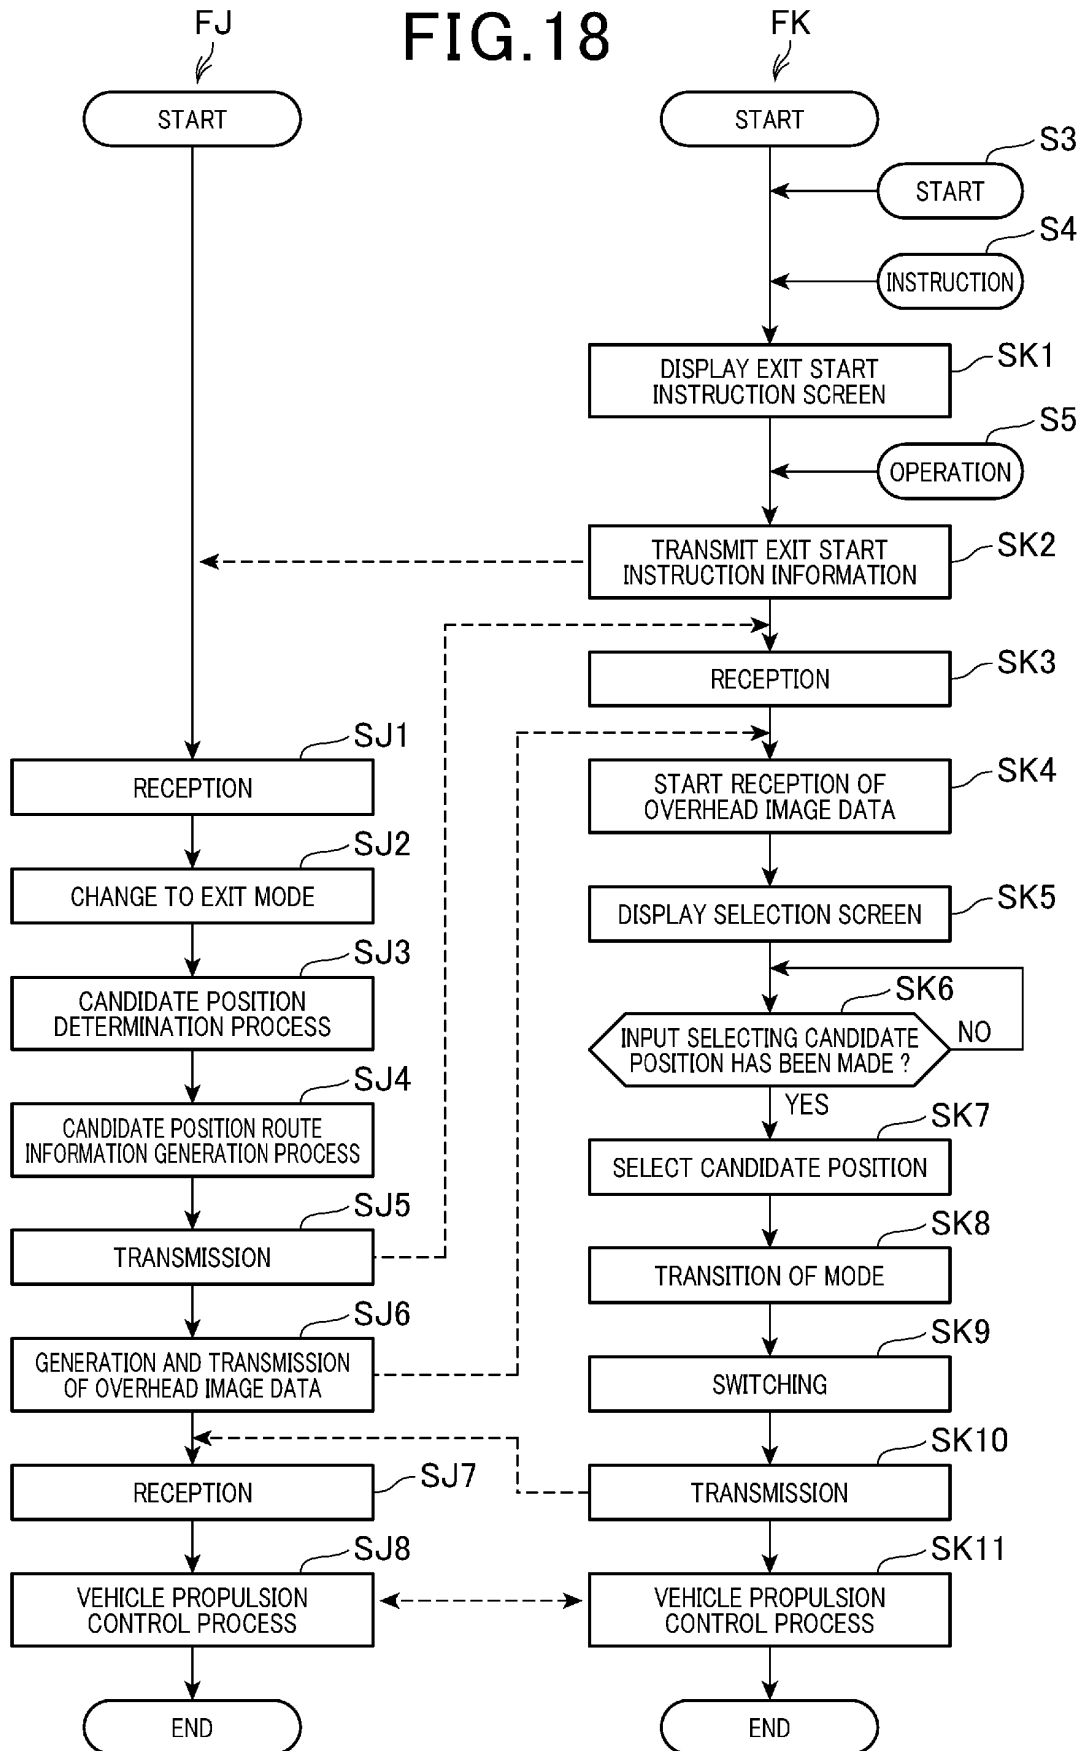 FIG.18
FJ
START
SJ1
RECEPTION
SJ2
CHANGE TO EXIT MODE
SJ3
CANDIDATE POSITION
DETERMINATION PROCESS
SJ4
CANDIDATE POSITION ROUTE
INFORMATION GENERATION PROCESS
SJ5
TRANSMISSION
SJ6
GENERATION AND TRANSMISSION
OF OVERHEAD IMAGE DATA
RECEPTION
SJ7
SJ8
VEHICLE PROPULSION
CONTROL PROCESS
END
FK
START
S3
START
S4
INSTRUCTION
SK1
DISPLAY EXIT START
INSTRUCTION SCREEN
S5
OPERATION
SK2
TRANSMIT EXIT START
INSTRUCTION INFORMATION
SK3
RECEPTION
SK4
START RECEPTION OF
OVERHEAD IMAGE DATA
SK5
DISPLAY SELECTION SCREEN
SK6
INPUT SELECTING CANDIDATE
POSITION HAS BEEN MADE ?
NO
YES
SK7
SELECT CANDIDATE POSITION
SK8
TRANSITION OF MODE
SK9
SWITCHING
SK10
TRANSMISSION
SK11
VEHICLE PROPULSION
CONTROL PROCESS
END